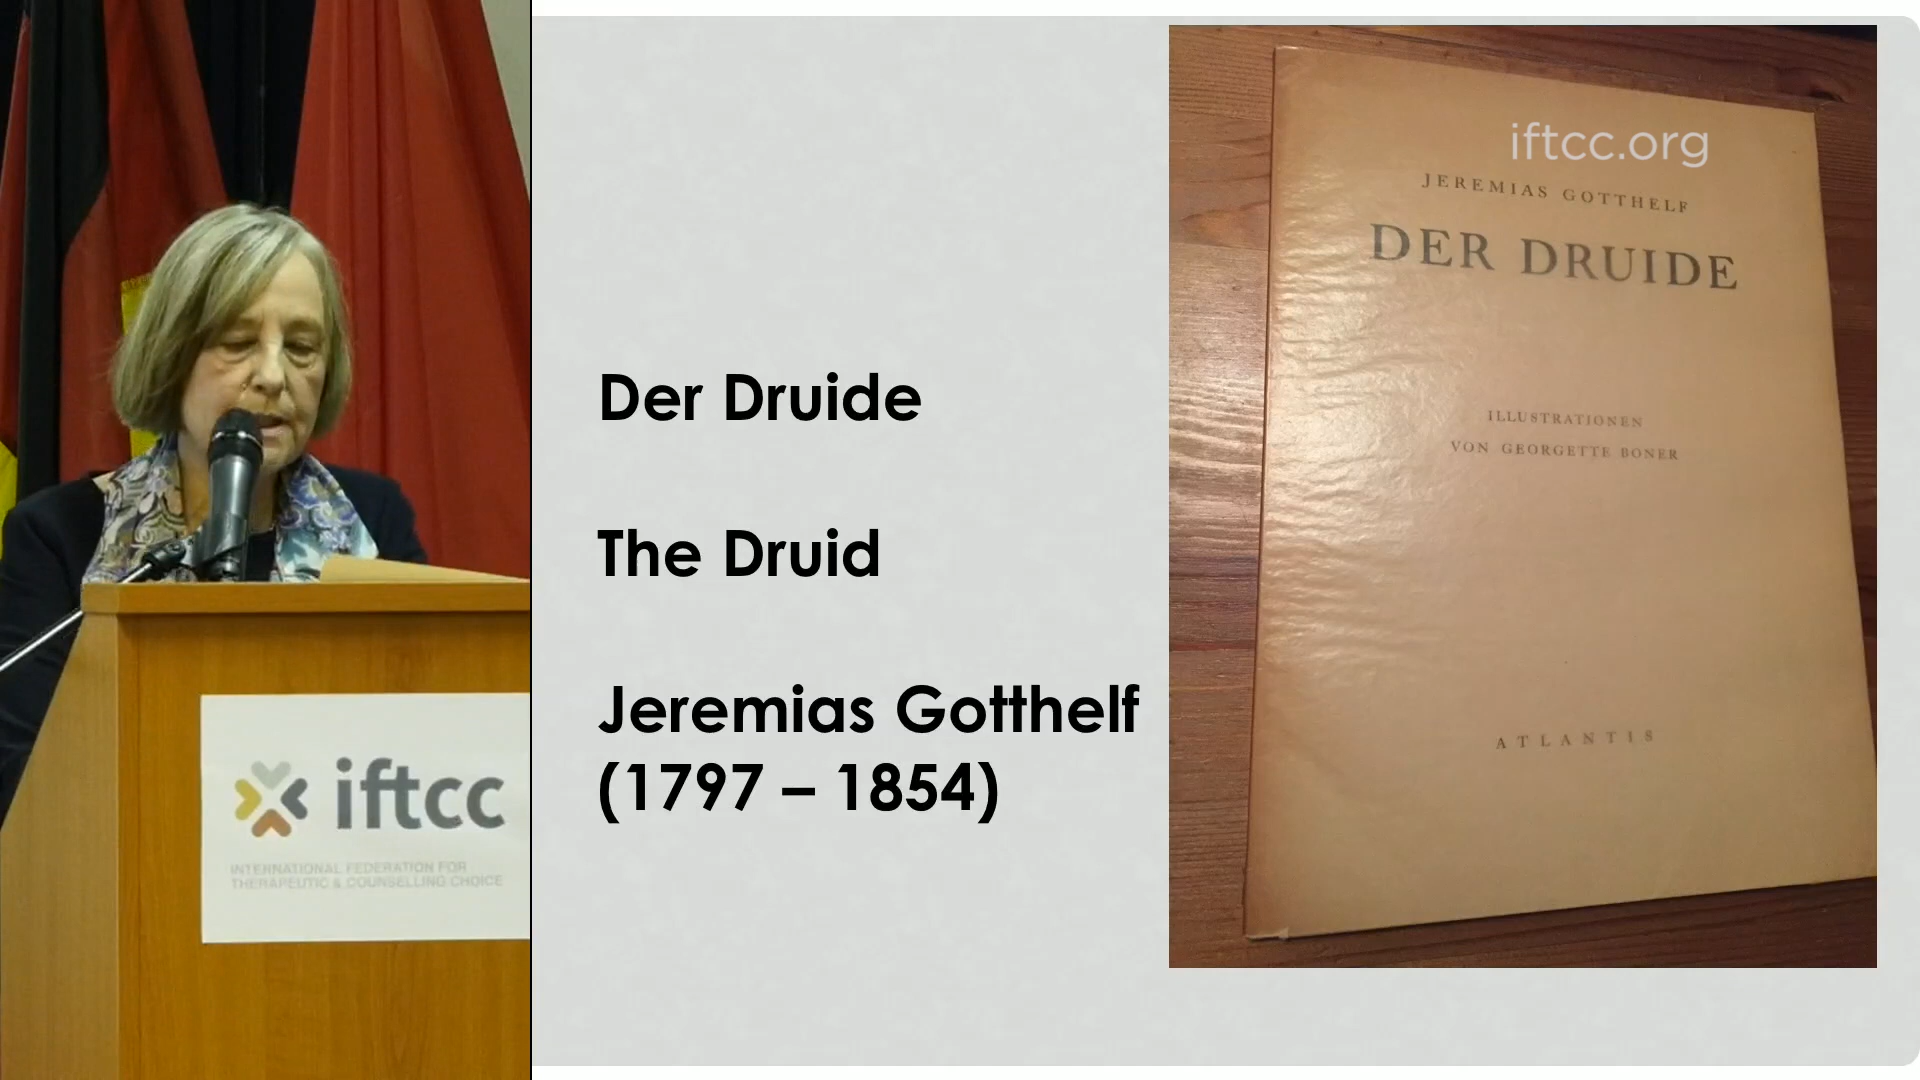 iftcc
INTERNATIONAL FEDERATION FOR
THERAPEUTIC & COUNSELLING CHOICE
Der Druide
The Druid
Jeremias Gotthelf
(1797 – 1854)
iftcc.org
JEREMIAS GOTTHELF
DER DRUIDE
ILLUSTRATIONEN
VON GEORGETTE BONER
ATLANTIS